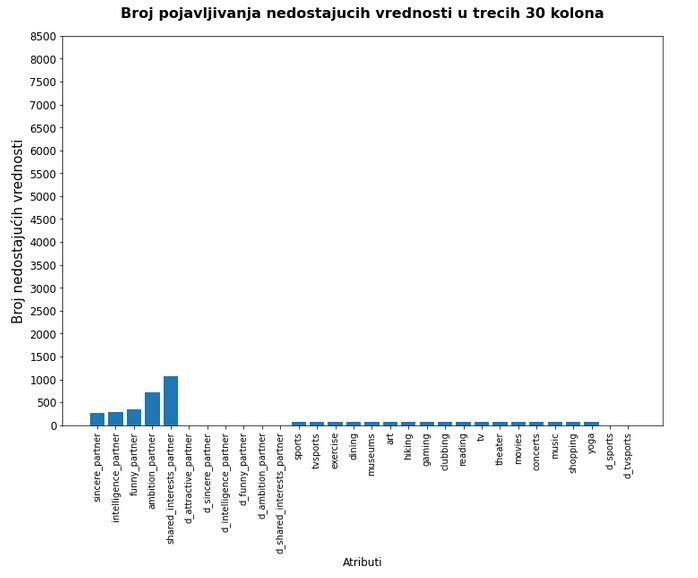 Broj pojavljivanja nedostajucih vrednosti u trecih 30 kolona
Broj nedostajućih vrednosti
8500
8000
7500
7000
6500
6000
5500
5000
4500
4000
3500
3000
2500
2000
1500
1000
500
0
sincere_partner
intelligence_partner
funny_partner
ambition_partner
shared_interests_partner
d_attractive_partner
d_sincere_partner
d_intelligence_partner
d_funny_partner
d_ambition_partner
d_shared_interests_partner
sports
tvsports
exercise
dining
museums
art
hiking
gaming
clubbing
reading
tv
theater
movies
concerts
music
shopping
yoga
d_sports
d_tvsports
Atributi